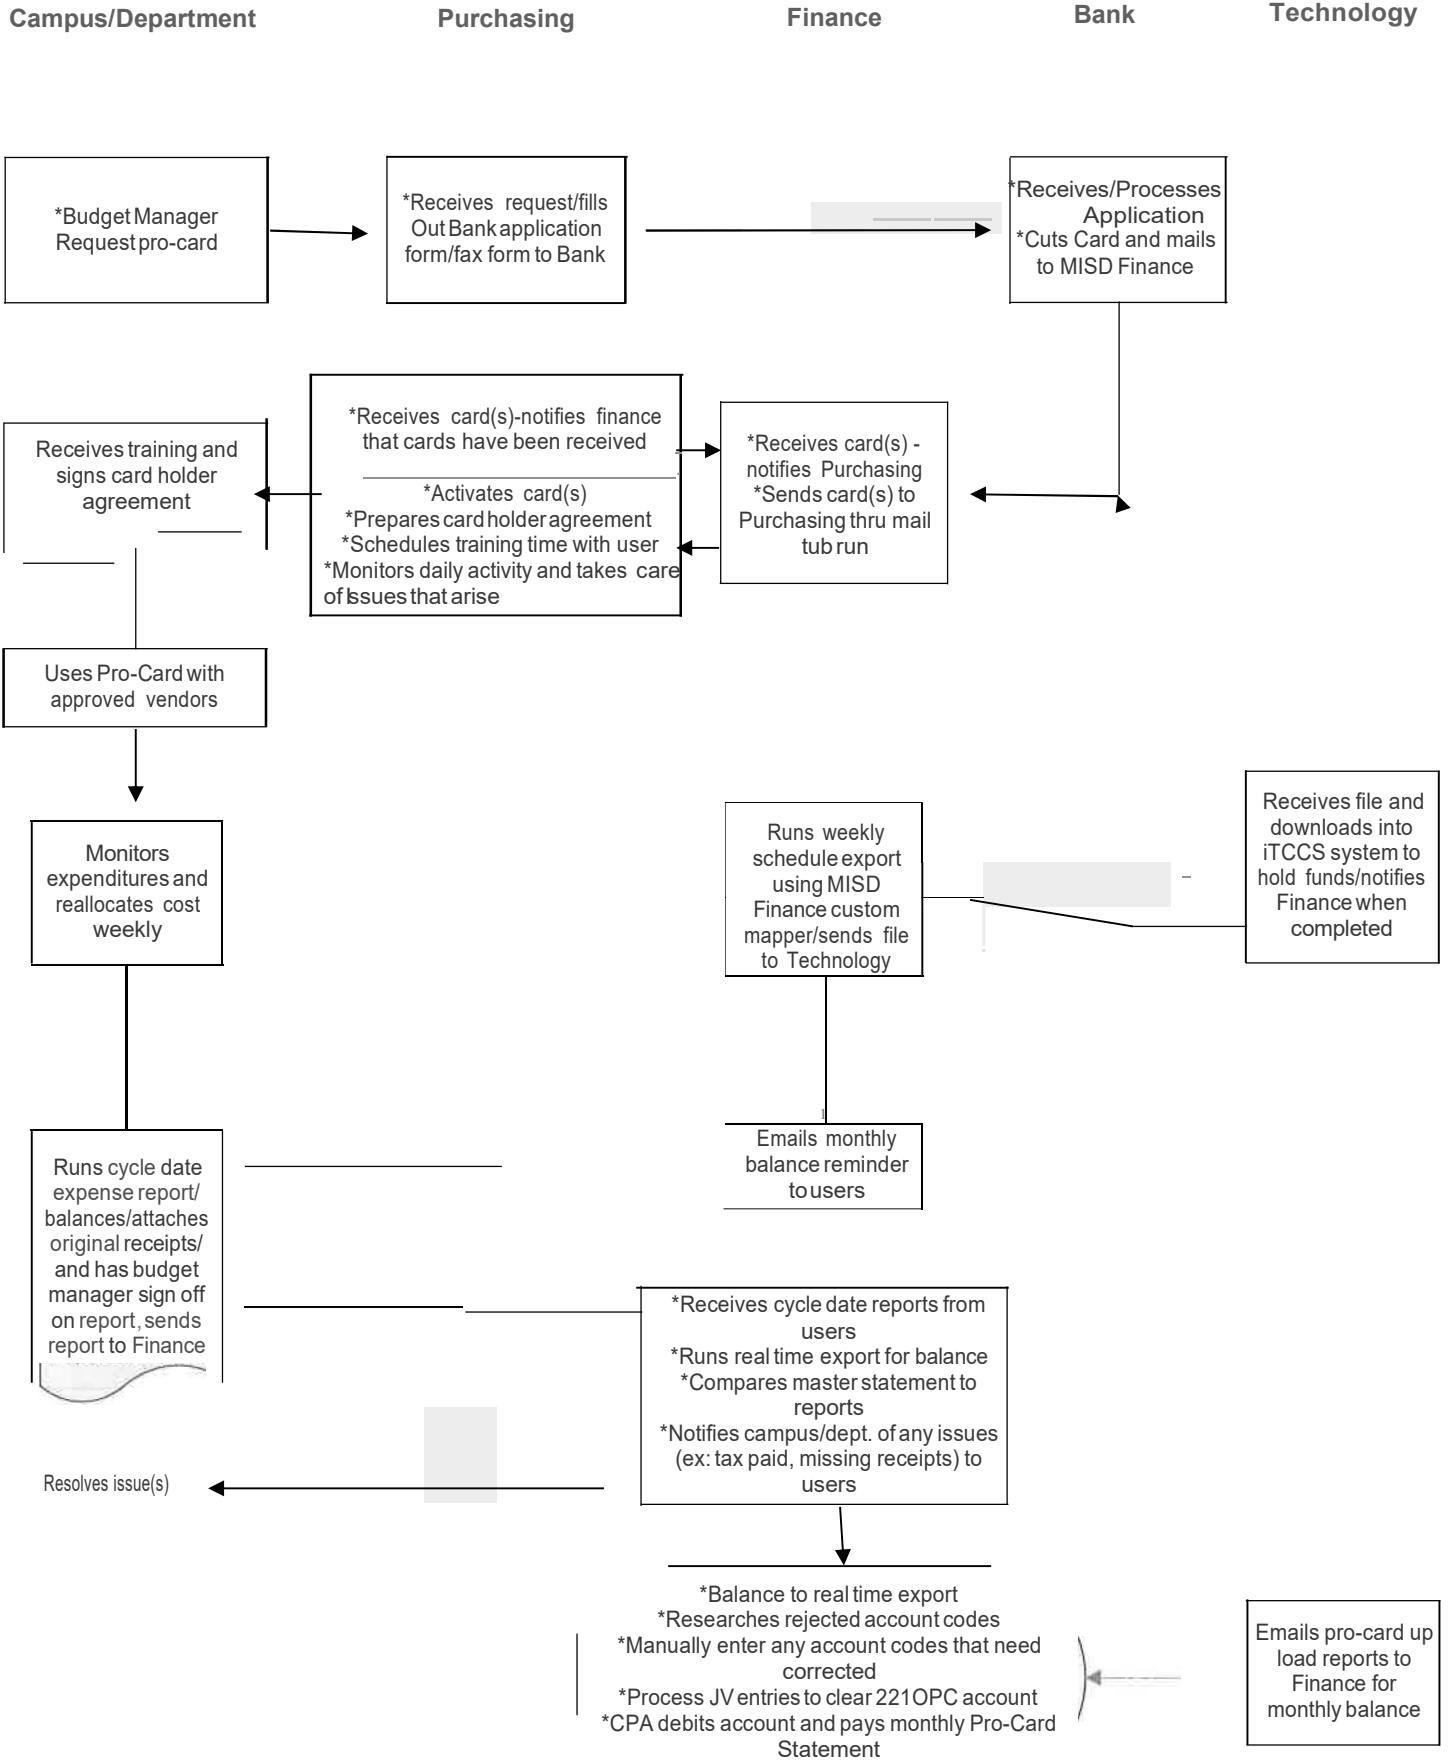 Campus/Department
Purchasing
Finance
Bank
Technology
*Budget Manager
Request pro-card
*Receives request/fills
Out Bank application
form/fax form to Bank
*Receives/Processes
Application
*Cuts Card and mails
to MISD Finance
Receives training and
signs card holder
agreement
*Receives card(s)-notifies finance
that cards have been received
*Activates card(s)
*Prepares card holder agreement
*Schedules training time with user
*Monitors daily activity and takes care
of Issues that arise
*Receives card(s) -
notifies Purchasing
*Sends card(s) to
Purchasing thru mail
tub run
Uses Pro-Card with
approved vendors
Monitors
expenditures and
reallocates cost
weekly
Runs weekly
schedule export
using MISD
Finance custom
mapper/sends file
to Technology
Receives file and
downloads into
iTCCS system to
hold funds/notifies
Finance when
completed
Runs cycle date
expense report/
balances/attaches
original receipts/
and has budget
manager sign off
on report, sends
report to Finance
Emails monthly
balance reminder
to users
*Receives cycle date reports from
users
*Runs real time export for balance
*Compares master statement to
reports
*Notifies campus/dept. of any issues
(ex: tax paid, missing receipts) to
users
Resolves issue(s)
*Balance to real time export
*Researches rejected account codes
*Manually enter any account codes that need
corrected
*Process JV entries to clear 221OPC account
*CPA debits account and pays monthly Pro-Card
Statement
Emails pro-card up
load reports to
Finance for
monthly balance